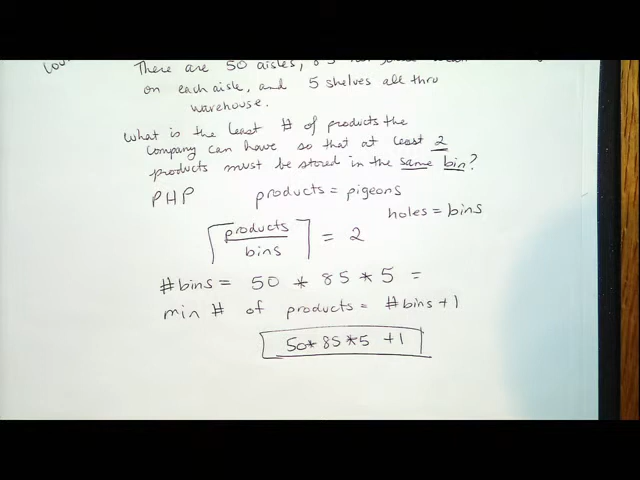 There are 50 aisles, 85
on each aisle, and 5 shelves all thru
warehouse.
What is the least # of products the
company can have so that at least 2
products must be stored in the same bin?
PHP products = pigeons
holes = bins
⌈products/bins⌉ = 2
#bins = 50 * 85 * 5 =
min # of products = #bins + 1
50 * 85 * 5 + 1